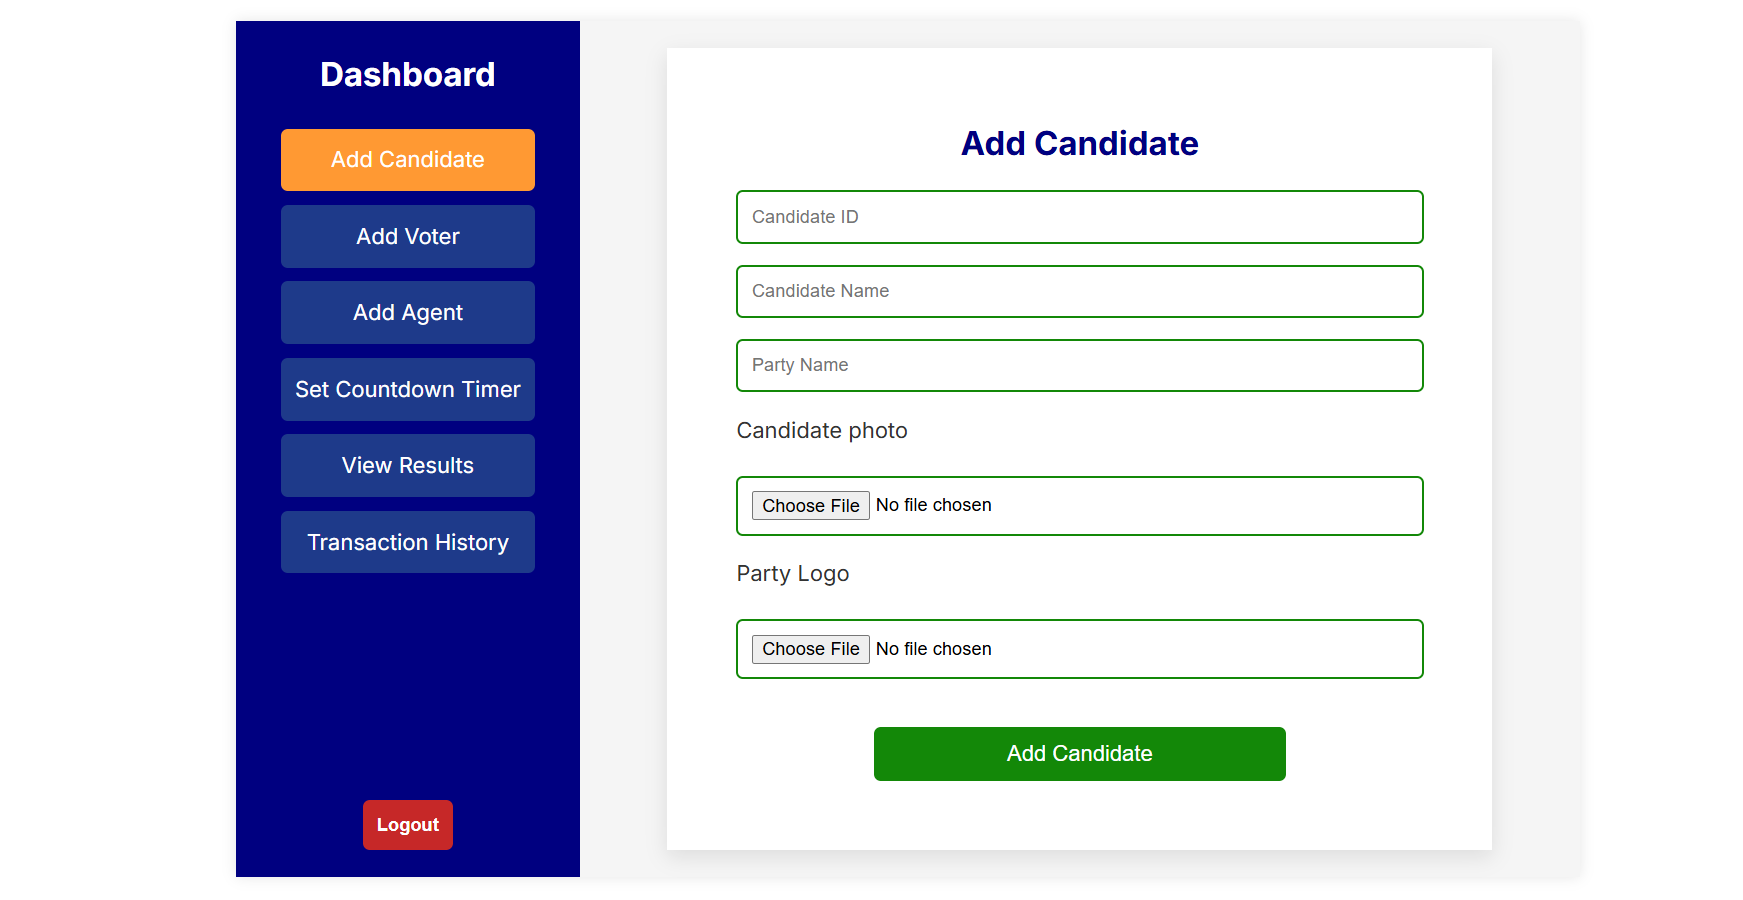 Dashboard
Add Candidate
Add Voter
Add Agent
Set Countdown Timer
View Results
Transaction History
Logout
Add Candidate
Candidate ID
Candidate Name
Party Name
Candidate photo
Choose File No file chosen
Party Logo
Choose File No file chosen
Add Candidate